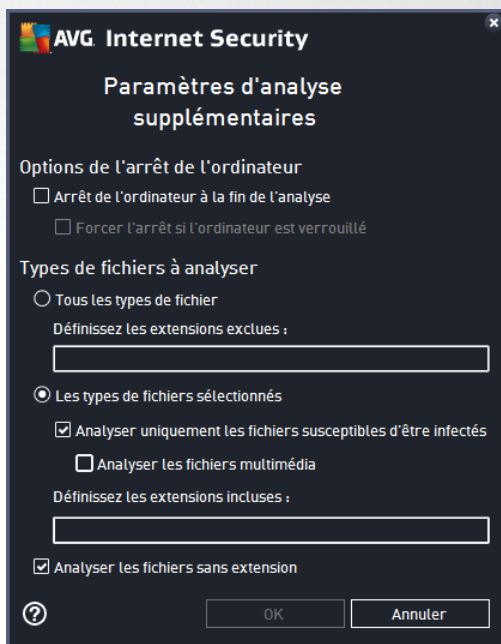 AVG. Internet Security
Paramètres d'analyse
supplémentaires
Options de l'arrêt de l'ordinateur
Arrêt de l'ordinateur à la fin de l'analyse
Forcer l'arrêt si l'ordinateur est verrouillé
Types de fichiers à analyser
Tous les types de fichier
Définissez les extensions exclues :
Les types de fichiers sélectionnés
Analyser uniquement les fichiers susceptibles d'être infectés
Analyser les fichiers multimédia
Définissez les extensions incluses :
Analyser les fichiers sans extension
? OK Annuler